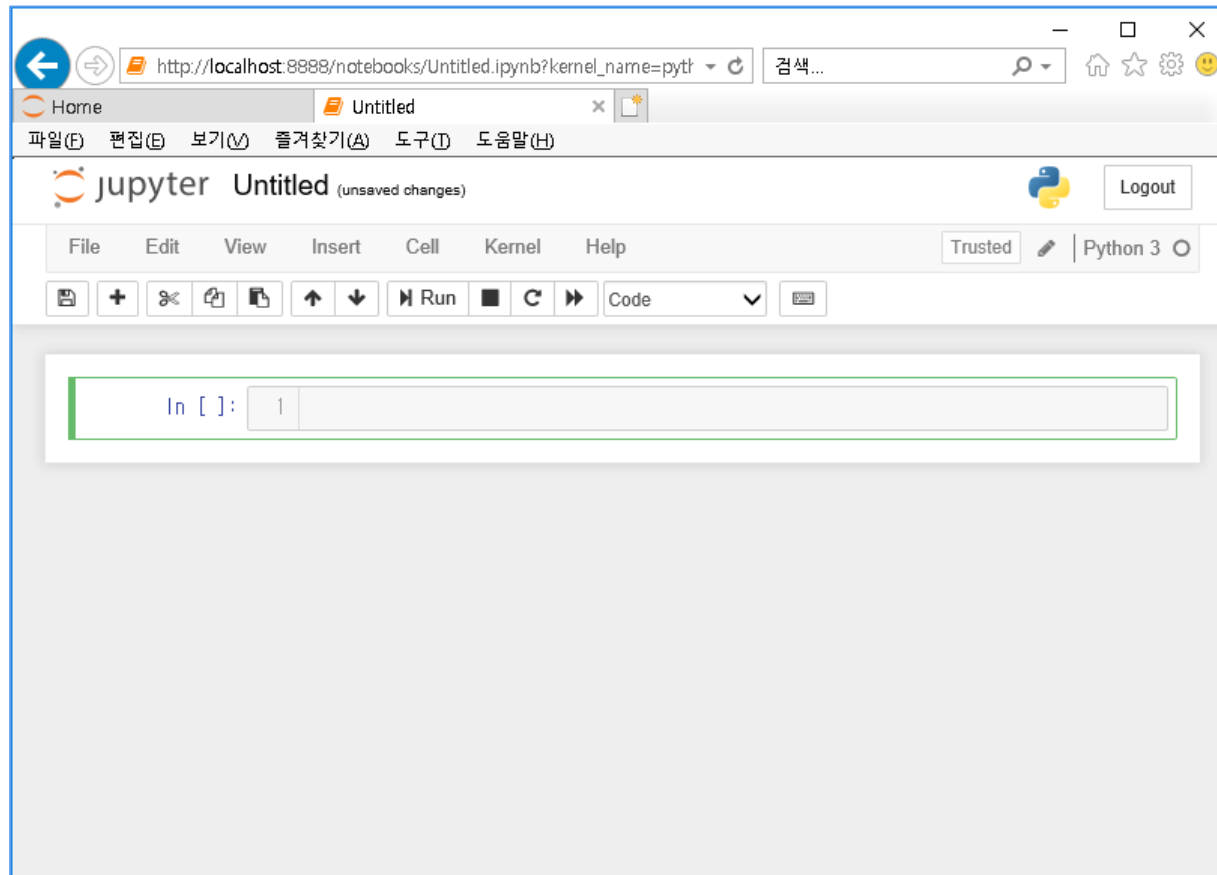 http://localhost:8888/notebooks/Untitled.ipynb?kernel_name=pyth 검색...
Home Untitled
파일(F) 편집(E) 보기(V) 즐겨찾기(A) 도구(T) 도움말(H)
jupyter Untitled (unsaved changes) Logout
File Edit View Insert Cell Kernel Help Trusted Python 3
Run Code
In [ ]: 1